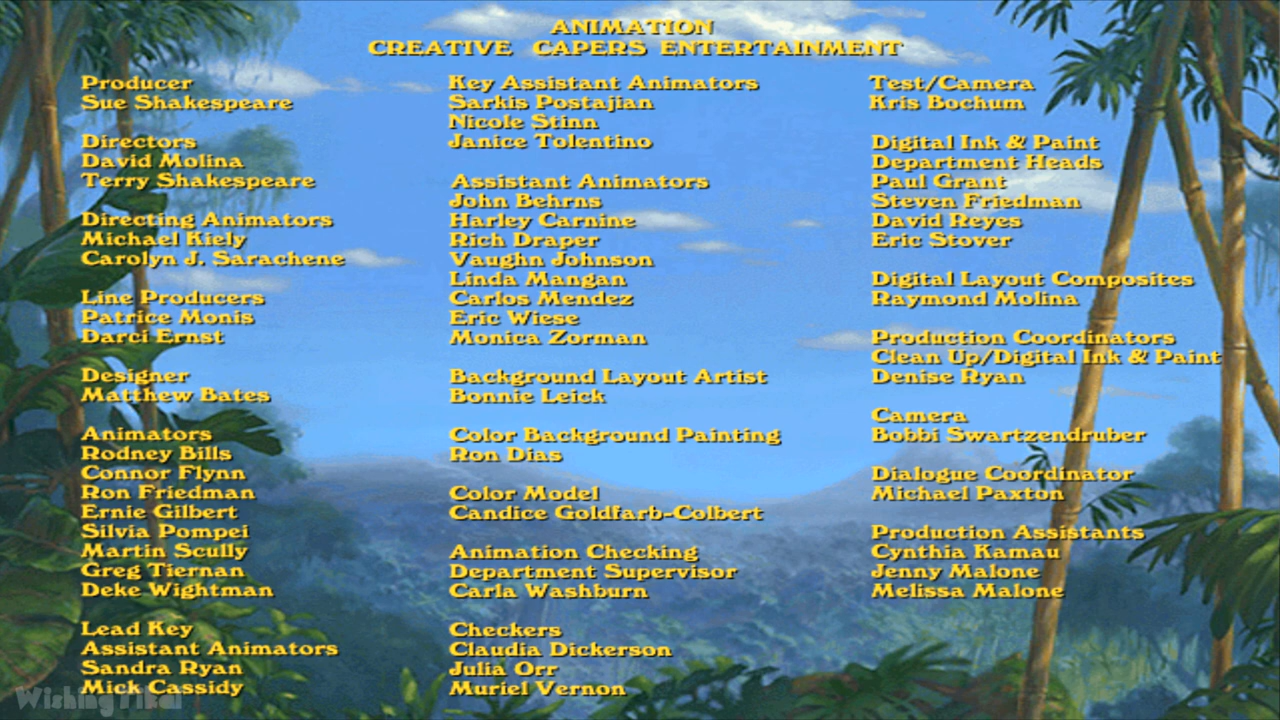 ANIMATION
CREATIVE CAPERS ENTERTAINMENT
Producer
Sue Shakespeare
Directors
David Molina
Terry Shakespeare
Directing Animators
Michael Kiely
Carolyn J. Sarachene
Line Producers
Patrice Monis
Darci Ernst
Designer
Matthew Bates
Animators
Rodney Bills
Connor Flynn
Ron Friedman
Ernie Gilbert
Silvia Pompei
Martin Scully
Greg Tiernan
Deke Wightman
Lead Key
Assistant Animators
Sandra Ryan
Mick Cassidy
Key Assistant Animators
Sarkis Postajian
Nicole Stinn
Janice Tolentino
Assistant Animators
John Behrns
Harley Carnine
Rich Draper
Vaughn Johnson
Linda Mangan
Carlos Mendez
Eric Wiese
Monica Zorman
Background Layout Artist
Bonnie Leick
Color Background Painting
Ron Dias
Color Model
Candice Goldfarb-Colbert
Animation Checking
Department Supervisor
Carla Washburn
Checkers
Claudia Dickerson
Julia Orr
Muriel Vernon
Test/Camera
Kris Bochum
Digital Ink & Paint
Department Heads
Paul Grant
Steven Friedman
David Reyes
Eric Stover
Digital Layout Composites
Raymond Molina
Production Coordinators
Clean Up/Digital Ink & Paint
Denise Ryan
Camera
Bobbi Swartzendruber
Dialogue Coordinator
Michael Paxton
Production Assistants
Cynthia Kamau
Jenny Malone
Melissa Malone